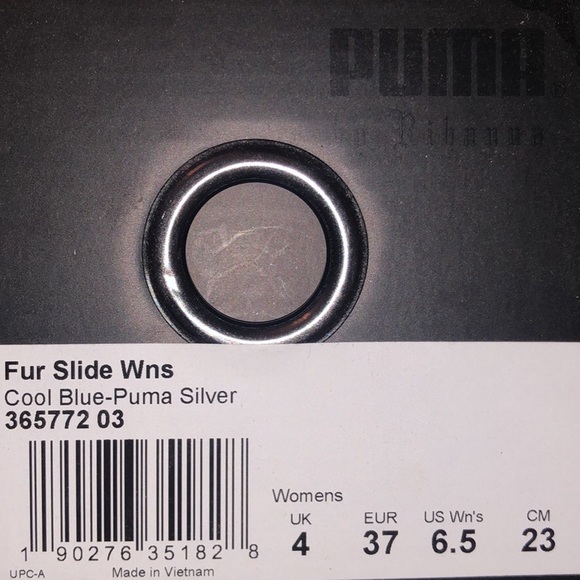 PUMA®
by Rihanna
Fur Slide Wns
Cool Blue-Puma Silver
365772 03
1 90276 35182 8
UPC-A Made in Vietnam
Womens
UK EUR US Wn's CM
4 37 6.5 23